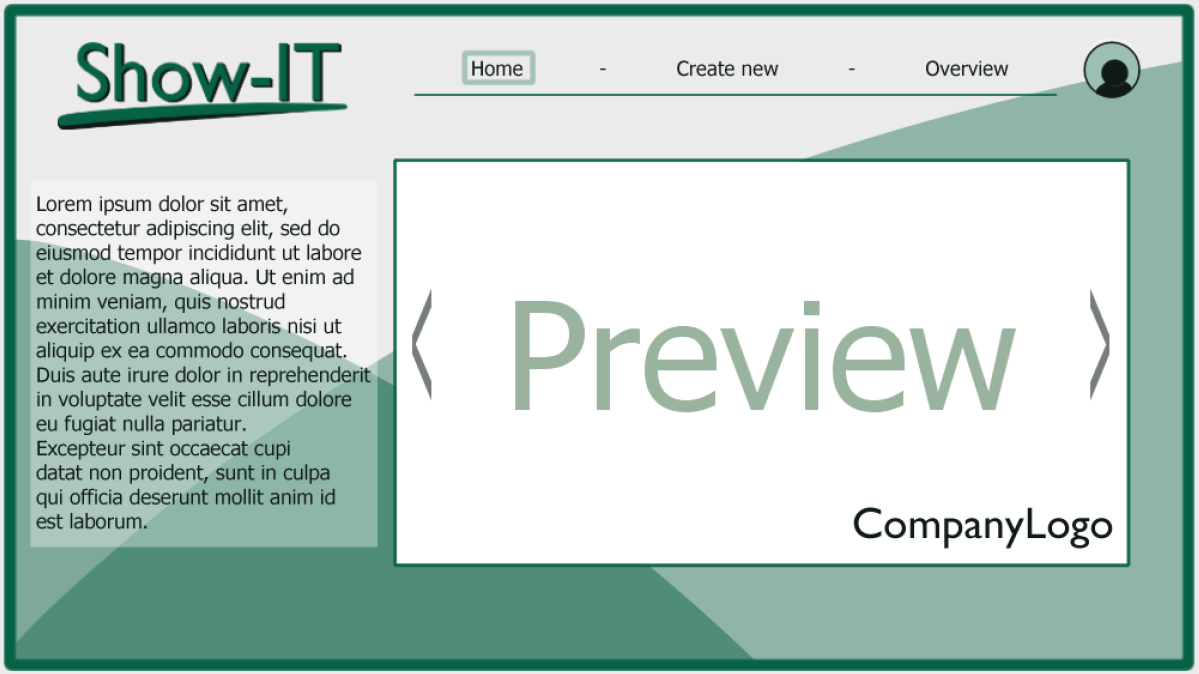 Show-IT
Home - Create new - Overview
Lorem ipsum dolor sit amet,
consectetur adipiscing elit, sed do
eiusmod tempor incididunt ut labore
et dolore magna aliqua. Ut enim ad
minim veniam, quis nostrud
exercitation ullamco laboris nisi ut
aliquip ex ea commodo consequat.
Duis aute irure dolor in reprehenderit
in voluptate velit esse cillum dolore
eu fugiat nulla pariatur.
Excepteur sint occaecat cupi
datat non proident, sunt in culpa
qui officia deserunt mollit anim id
est laborum.
Preview
CompanyLogo